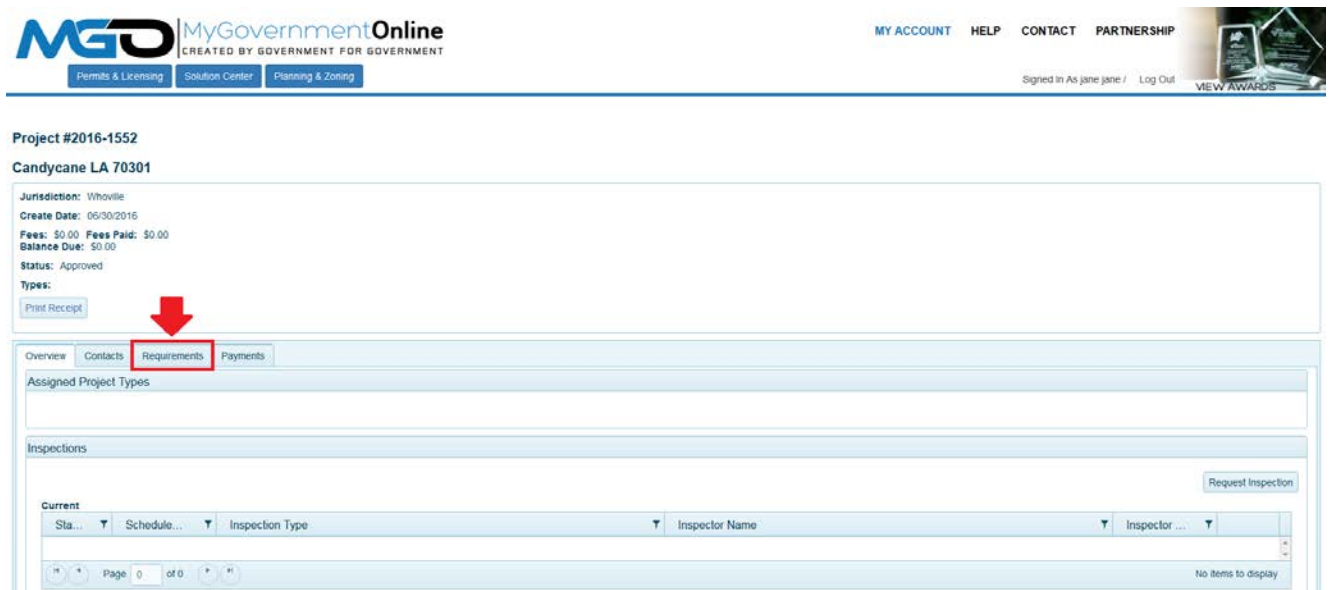 MGO MyGovernmentOnline
CREATED BY GOVERNMENT FOR GOVERNMENT
MY ACCOUNT HELP CONTACT PARTNERSHIP
Permits & Licensing Solution Center Planning & Zoning
Signed In As jane jane / Log Out
VIEW AWARDS
Project #2016-1552
Candycane LA 70301
Jurisdiction: Whoville
Create Date: 06/30/2016
Fees: $0.00 Fees Paid: $0.00
Balance Due: $0.00
Status: Approved
Types:
Print Receipt
Overview Contacts Requirements Payments
Assigned Project Types
Inspections
Request Inspection
Current
Sta... Schedule... Inspection Type Inspector Name Inspector ...
Page 0 of 0 No items to display